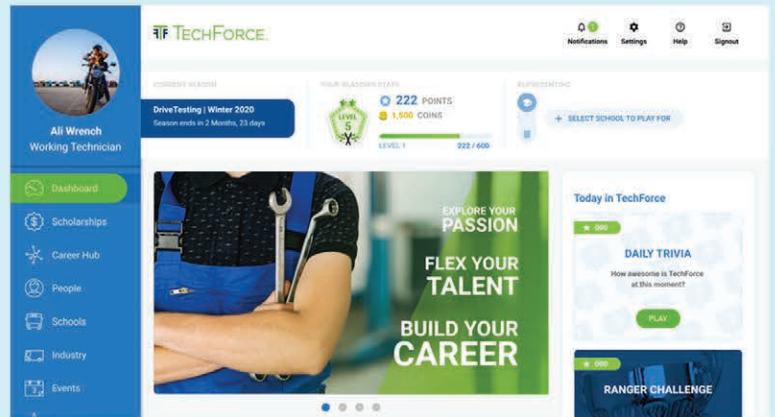 TECHFORCE.
Notifications
Settings
Help
Signout
Ali Wrench
Working Technician
CURRENT SEASON
DriveTesting | Winter 2020
Season ends in 2 Months, 23 days
LEVEL
5
222 POINTS
1,500 COINS
LEVEL 1
222 / 600
REPRESENTING
+ SELECT SCHOOL TO PLAY FOR
Dashboard
Scholarships
Career Hub
People
Schools
Industry
Events
EXPLORE YOUR
PASSION
FLEX YOUR
TALENT
BUILD YOUR
CAREER
Today in TechForce
000
DAILY TRIVIA
How awesome is TechForce
at this moment?
PLAY
000
RANGER CHALLENGE